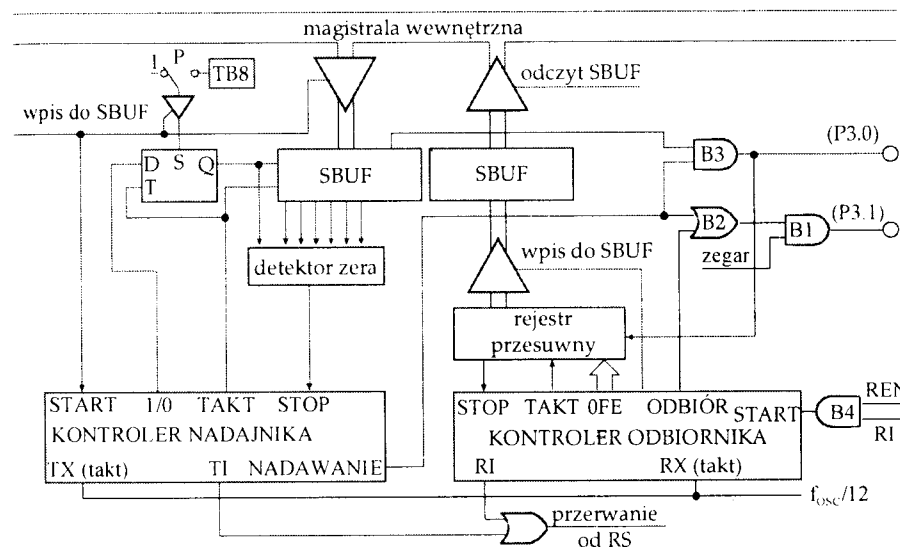 magistrala wewnętrzna
1 P
TB8
odczyt SBUF
wpis do SBUF
(P3.0)
D S Q
T
SBUF
SBUF
B3
B2
B1
(P3.1)
zegar
wpis do SBUF
detektor zera
rejestr
przesuwny
START 1/0 TAKT STOP
KONTROLER NADAJNIKA
TX (takt) TI NADAWANIE
STOP TAKT 0FE ODBIÓR START
KONTROLER ODBIORNIKA
RI RX (takt)
B4
REN
RI
fosc/12
przerwanie
od RS